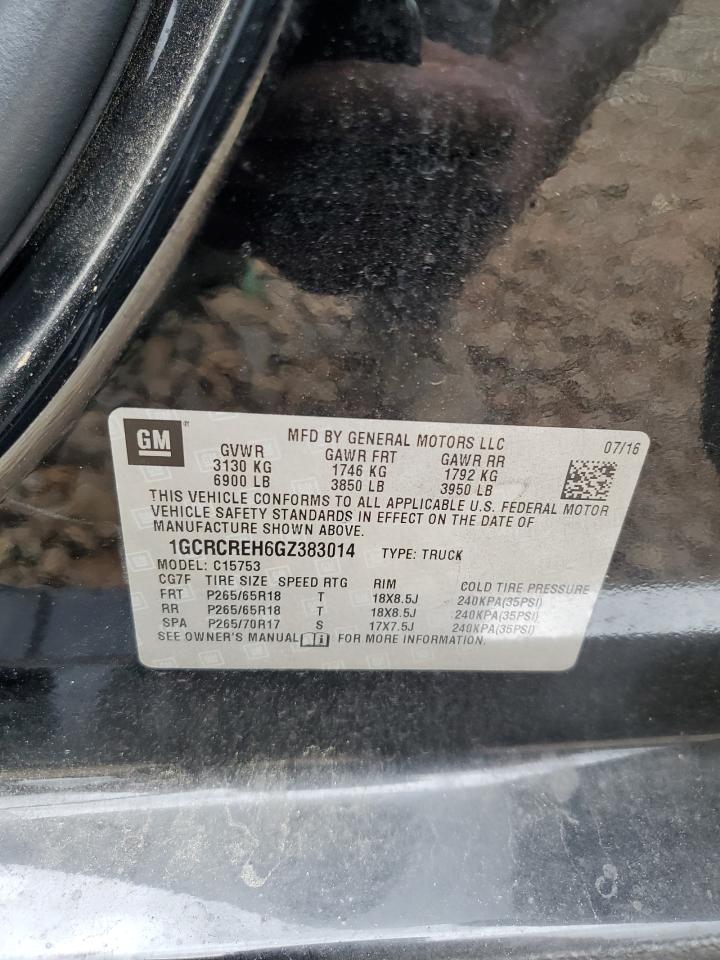 GM
MFD BY GENERAL MOTORS LLC 07/16
GVWR GAWR FRT GAWR RR
3130 KG 1746 KG 1792 KG
6900 LB 3850 LB 3950 LB
THIS VEHICLE CONFORMS TO ALL APPLICABLE U.S. FEDERAL MOTOR
VEHICLE SAFETY STANDARDS IN EFFECT ON THE DATE OF
MANUFACTURE SHOWN ABOVE.
1GCRCREH6GZ383014 TYPE: TRUCK
MODEL: C15753
CG7F TIRE SIZE SPEED RTG RIM COLD TIRE PRESSURE
FRT P265/65R18 T 18X8.5J 240KPA(35PSI)
RR P265/65R18 T 18X8.5J 240KPA(35PSI)
SPA P265/70R17 S 17X7.5J 240KPA(35PSI)
SEE OWNER'S MANUAL FOR MORE INFORMATION.